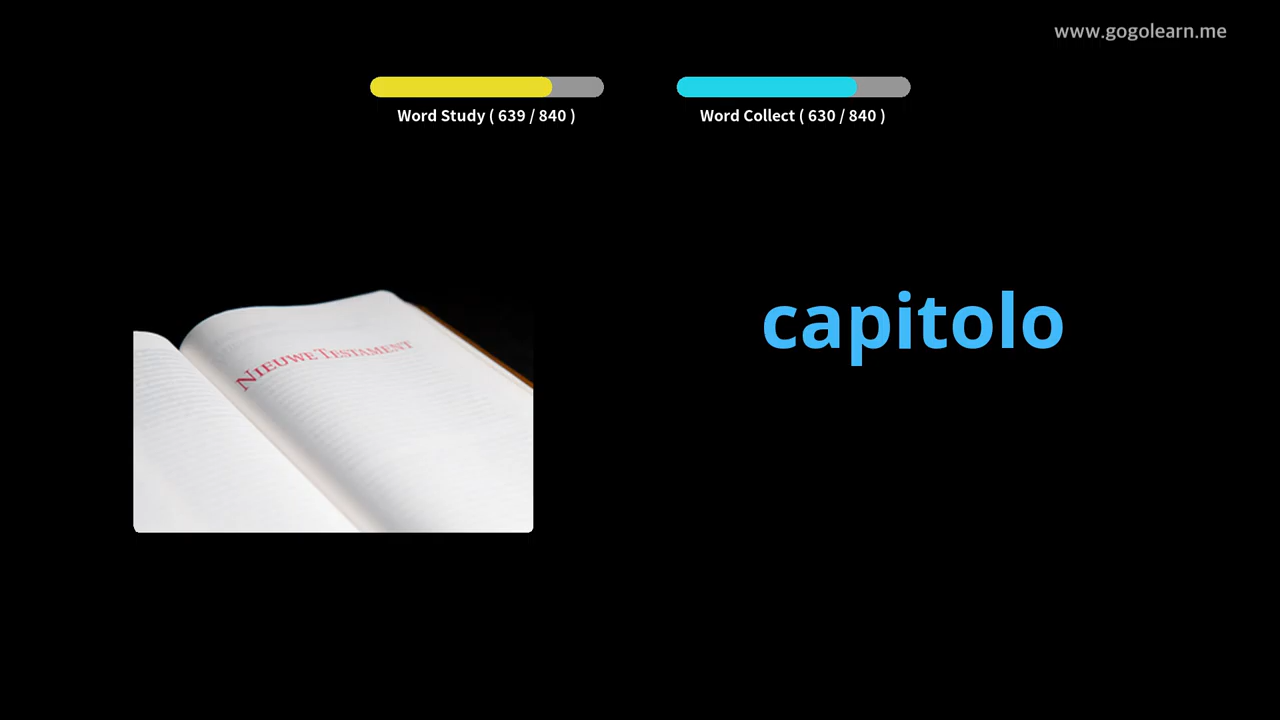 www.gogolearn.me
Word Study ( 639 / 840 )
Word Collect ( 630 / 840 )
NIEUWE TESTAMENT
capitolo